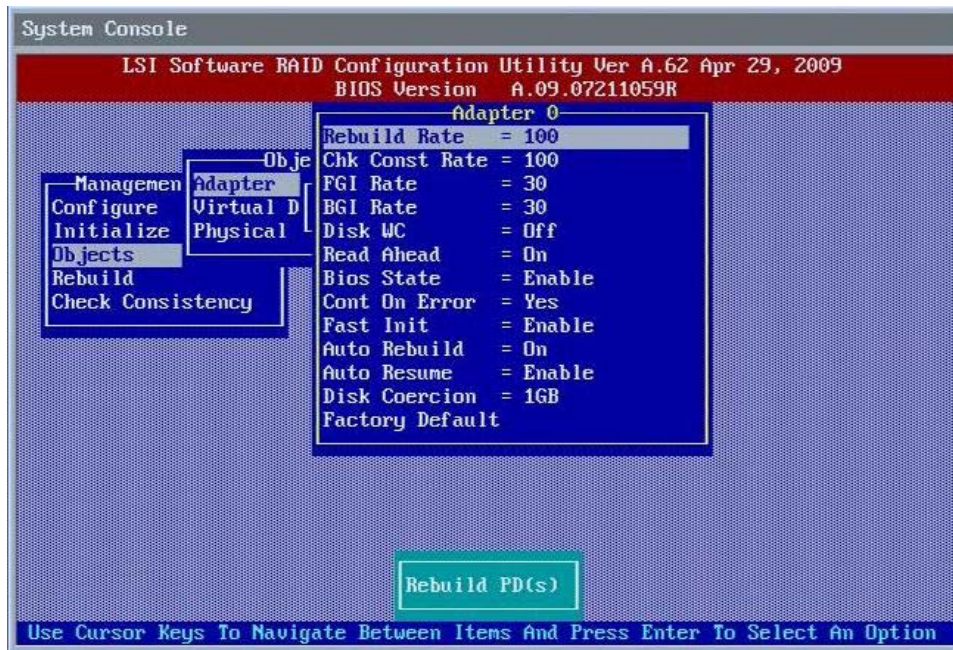 System Console
LSI Software RAID Configuration Utility Ver A.62 Apr 29, 2009
BIOS Version A.09.07211059R
Managemen
Configure
Initialize
Objects
Rebuild
Check Consistency
Obje
Adapter
Virtual D
Physical
Adapter 0
Rebuild Rate = 100
Chk Const Rate = 100
FGI Rate = 30
BGI Rate = 30
Disk WC = Off
Read Ahead = On
Bios State = Enable
Cont On Error = Yes
Fast Init = Enable
Auto Rebuild = On
Auto Resume = Enable
Disk Coercion = 1GB
Factory Default
Rebuild PD(s)
Use Cursor Keys To Navigate Between Items And Press Enter To Select An Option